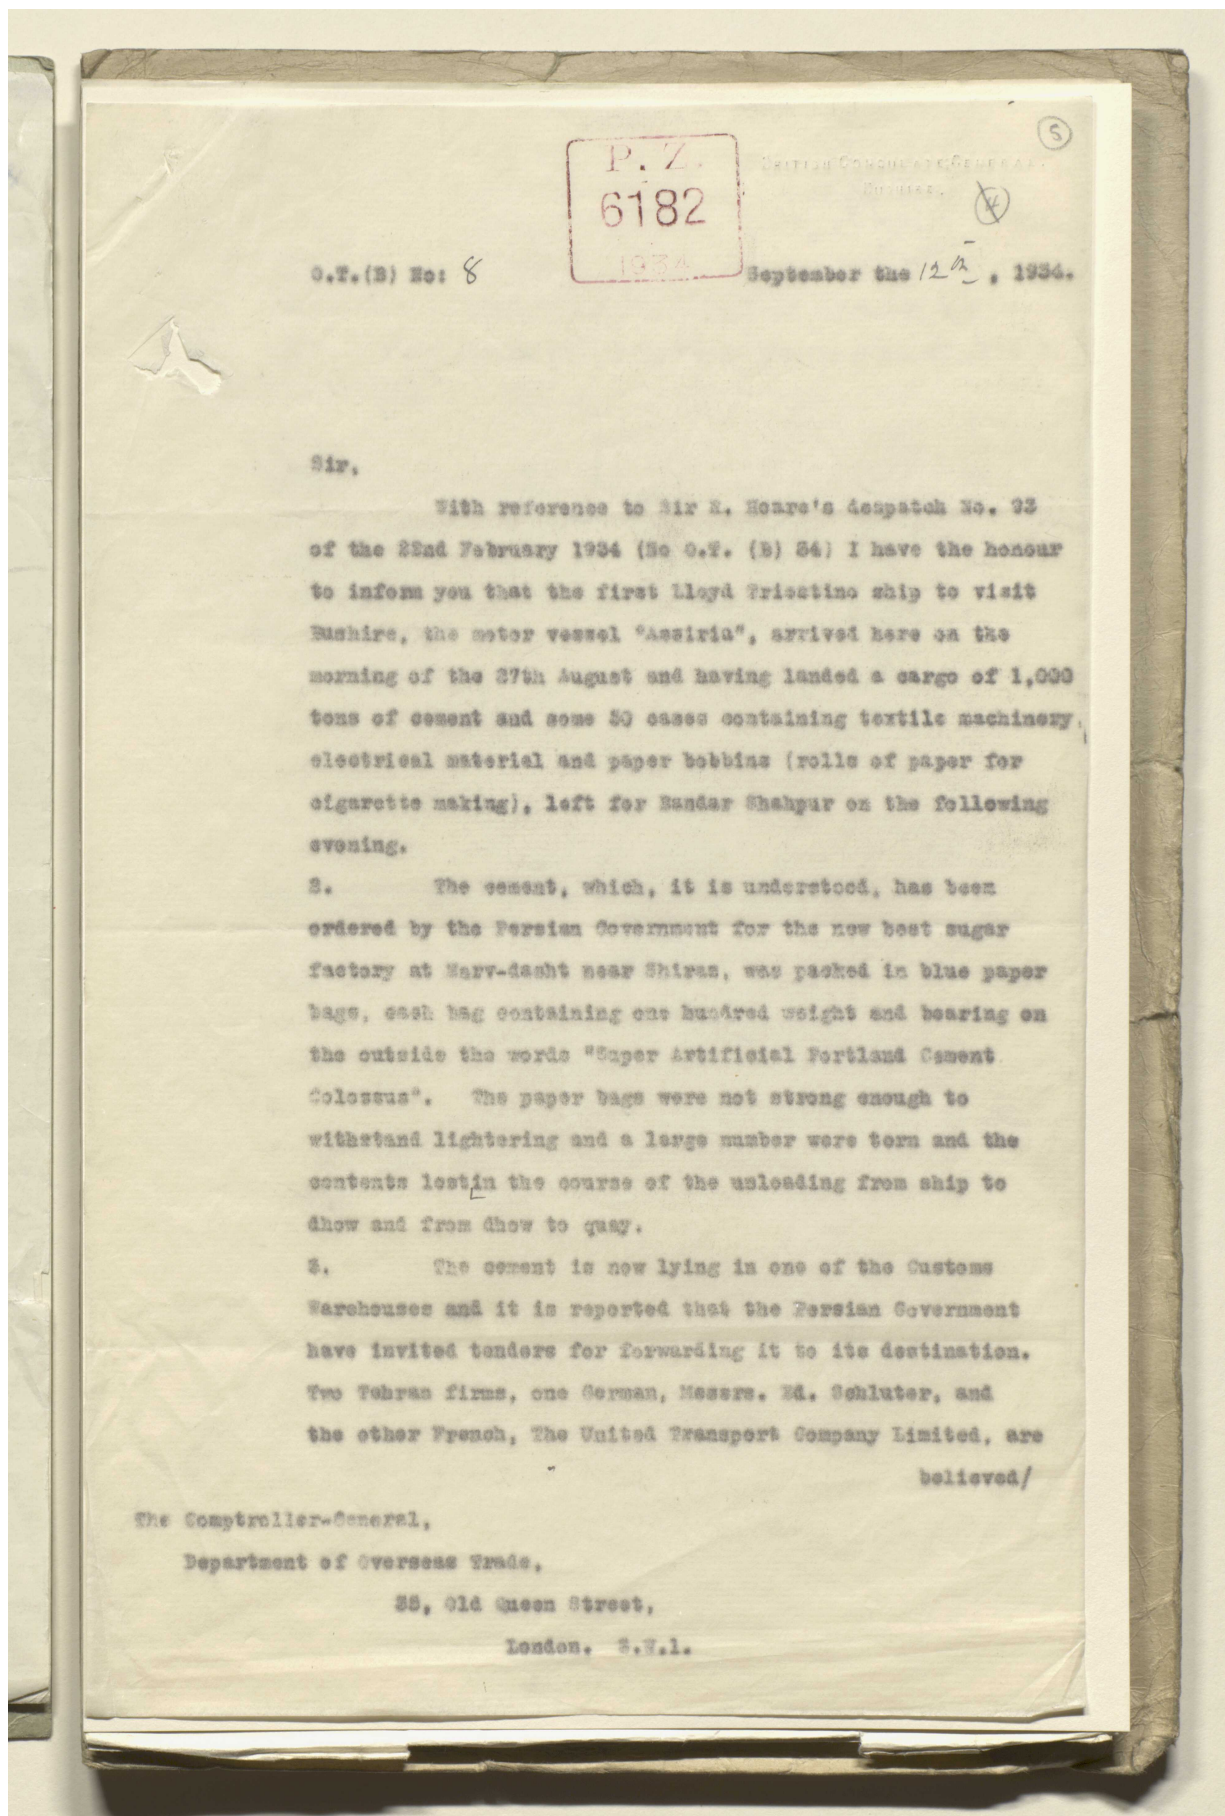 5
P. Z.
6182
1934
BRITISH CONSULATE-GENERAL,
BUSHIRE.
4
O.T.(B) No: 8
September the 12th, 1934.
Sir,
With reference to Sir R. Hoare's despatch No. 93
of the 22nd February 1934 (No O.T. (B) 34) I have the honour
to inform you that the first Lloyd Triestino ship to visit
Bushire, the motor vessel "Assiria", arrived here on the
morning of the 27th August and having landed a cargo of 1,000
tons of cement and some 50 cases containing textile machinery,
electrical material and paper bobbins (rolls of paper for
cigarette making), left for Bandar Shahpur on the following
evening.
2. The cement, which, it is understood, has been
ordered by the Persian Government for the new beet sugar
factory at Marv-dasht near Shiraz, was packed in blue paper
bags, each bag containing one hundred weight and bearing on
the outside the words "Super Artificial Portland Cement
Colossus". The paper bags were not strong enough to
withstand lightering and a large number were torn and the
contents lost in the course of the unloading from ship to
dhow and from dhow to quay.
3. The cement is now lying in one of the Customs
Warehouses and it is reported that the Persian Government
have invited tenders for forwarding it to its destination.
Two Tehran firms, one German, Messrs. Ed. Schluter, and
the other French, The United Transport Company Limited, are
believed/
The Comptroller-General,
Department of Overseas Trade,
35, Old Queen Street,
London. S.W.1.